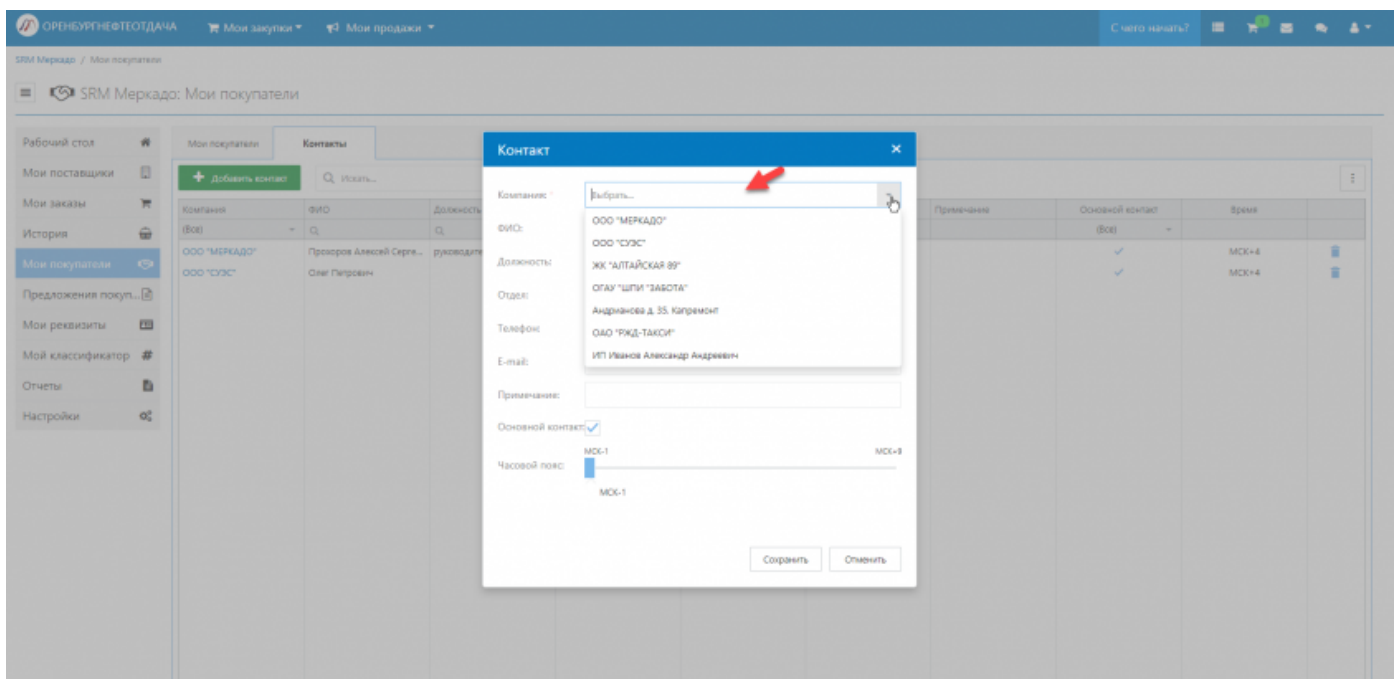 ОРЕНБУРГНЕФТЕОТДАЧА Мои закупки Мои продажи С чего начать? 0
SRM Меркадо / Мои покупатели
SRM Меркадо: Мои покупатели
Рабочий стол
Мои поставщики
Мои заказы
История
Мои покупатели
Предложения покуп...
Мои реквизиты
Мой классификатор
Отчеты
Настройки
Мои покупатели Контакты
Добавить контакт Искать...
Компания ФИО Должность Примечание Основной контакт Время
(Все) (Все)
ООО "МЕРКАДО" Прозоров Алексей Серге... руководите МСК+4
ООО "СУЭС" Олег Петрович МСК+4
Контакт
Компания: * Выбрать...
ООО "МЕРКАДО"
ФИО:
ООО "СУЭС"
Должность:
ЖК "АЛТАЙСКАЯ 89"
Отдел:
ОГАУ "ШПИ "ЗАБОТА"
Андрианова д. 35. Капремонт
Телефон:
ОАО "РЖД-ТАКСИ"
E-mail:
ИП Иванов Александр Андреевич
Примечание:
Основной контакт:
МСК-1 МСК+9
Часовой пояс:
МСК-1
Сохранить Отменить